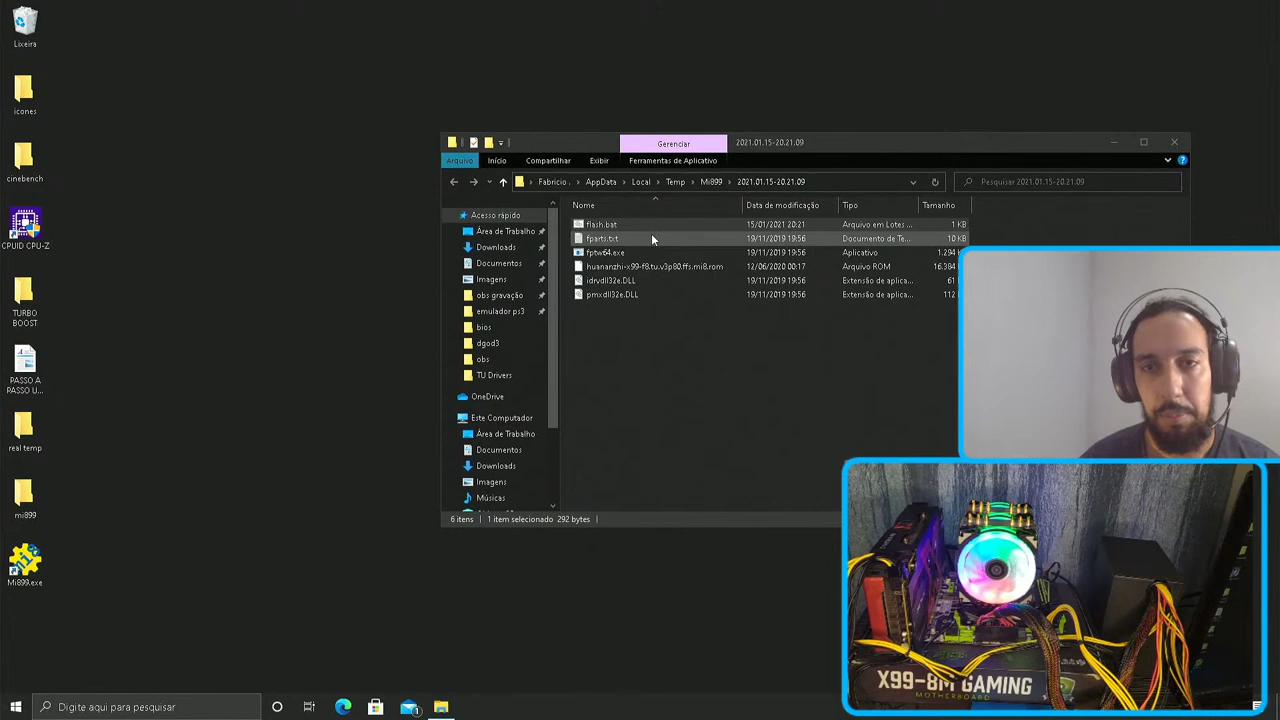 Lixeira
icones
cinebench
CPUID CPU-Z
TURBO
BOOST
PASSO A
PASSO U...
real temp
mi899
Mi899.exe
Gerenciar
2021.01.15-20.21.09
Arquivo
Início
Compartilhar
Exibir
Ferramentas de Aplicativo
Fabricio . > AppData > Local > Temp > Mi899 > 2021.01.15-20.21.09
Pesquisar 2021.01.15-20.21.09
Nome
Data de modificação
Tipo
Tamanho
flash.bat 15/01/2021 20:21 Arquivo em Lotes ... 1 KB
fparts.txt 19/11/2019 19:56 Documento de Te... 10 KB
fptw64.exe 19/11/2019 19:56 Aplicativo 1.294
huananzhi-x99-f8.tu.v3p80.ffs.mi8.rom 12/06/2020 00:17 Arquivo ROM 16.384
idrvdll32e.DLL 19/11/2019 19:56 Extensão de aplica... 61
pmxdll32e.DLL 19/11/2019 19:56 Extensão de aplica... 112
Acesso rápido
Área de Trabalho
Downloads
Documentos
Imagens
obs gravação
emulador ps3
bios
dgod3
obs
TU Drivers
OneDrive
Este Computador
Área de Trabalho
Documentos
Downloads
Imagens
Músicas
6 itens
1 item selecionado 292 bytes
X99-8M GAMING
MOTHERBOARD
Digite aqui para pesquisar